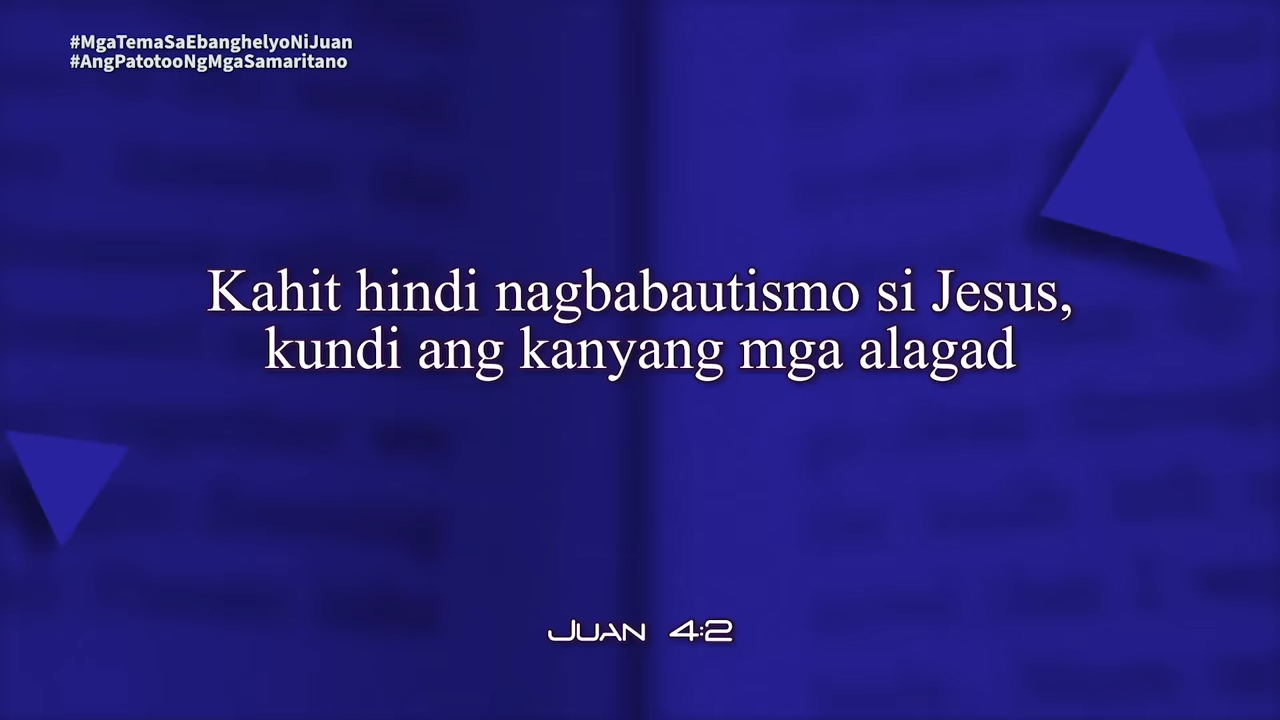 #MgaTemaSaEbanghelyoNiJuan
#AngPatotooNgMgaSamaritano
Kahit hindi nagbabautismo si Jesus,
kundi ang kanyang mga alagad
Juan 4:2